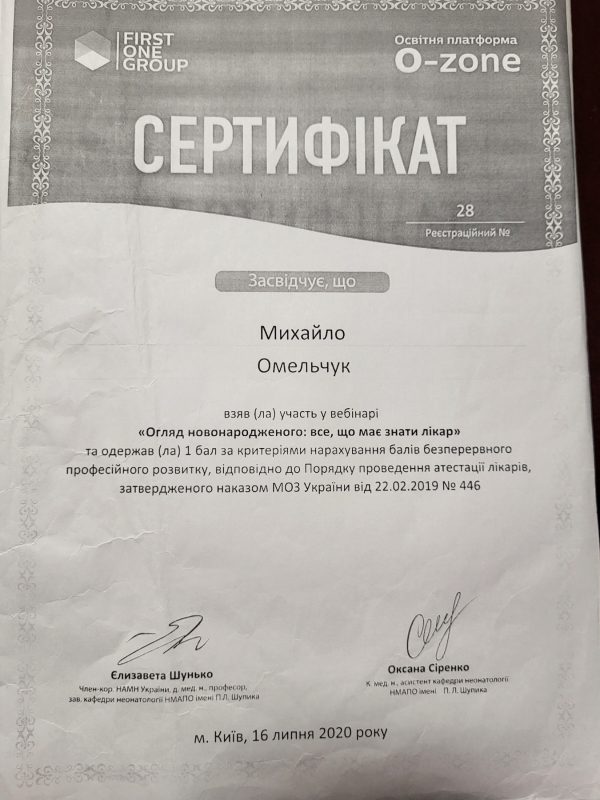 FIRST
ONE
GROUP
Освітня платформа
O-zone
СЕРТИФІКАТ
28
Реєстраційний №
Засвідчує, що
Михайло
Омельчук
взяв (ла) участь у вебінарі
«Огляд новонародженого: все, що має знати лікар»
та одержав (ла) 1 бал за критеріями нарахування балів безперервного
професійного розвитку, відповідно до Порядку проведення атестації лікарів,
затвердженого наказом МОЗ України від 22.02.2019 № 446
Єлизавета Шунько
Член-кор. НАМН України, д. мед. н., професор,
зав. кафедри неонатології НМАПО імені П.Л. Шупика
Оксана Сіренко
К. мед. н., асистент кафедри неонатології
НМАПО імені П. Л. Шупика
м. Київ, 16 липня 2020 року